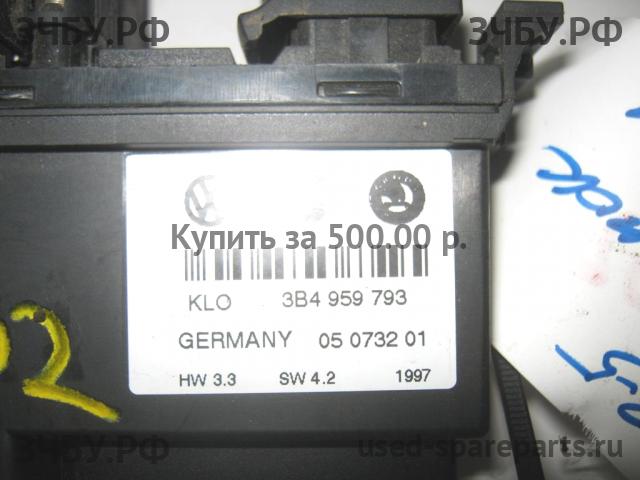 ЗЧБУ.РФ
ЗЧБУ.РФ
Купить за 500.00 р.
KLO 3B4 959 793
GERMANY 05 0732 01
HW 3.3 SW 4.2 1997
ЗЧБУ.РФ
used-spareparts.ru